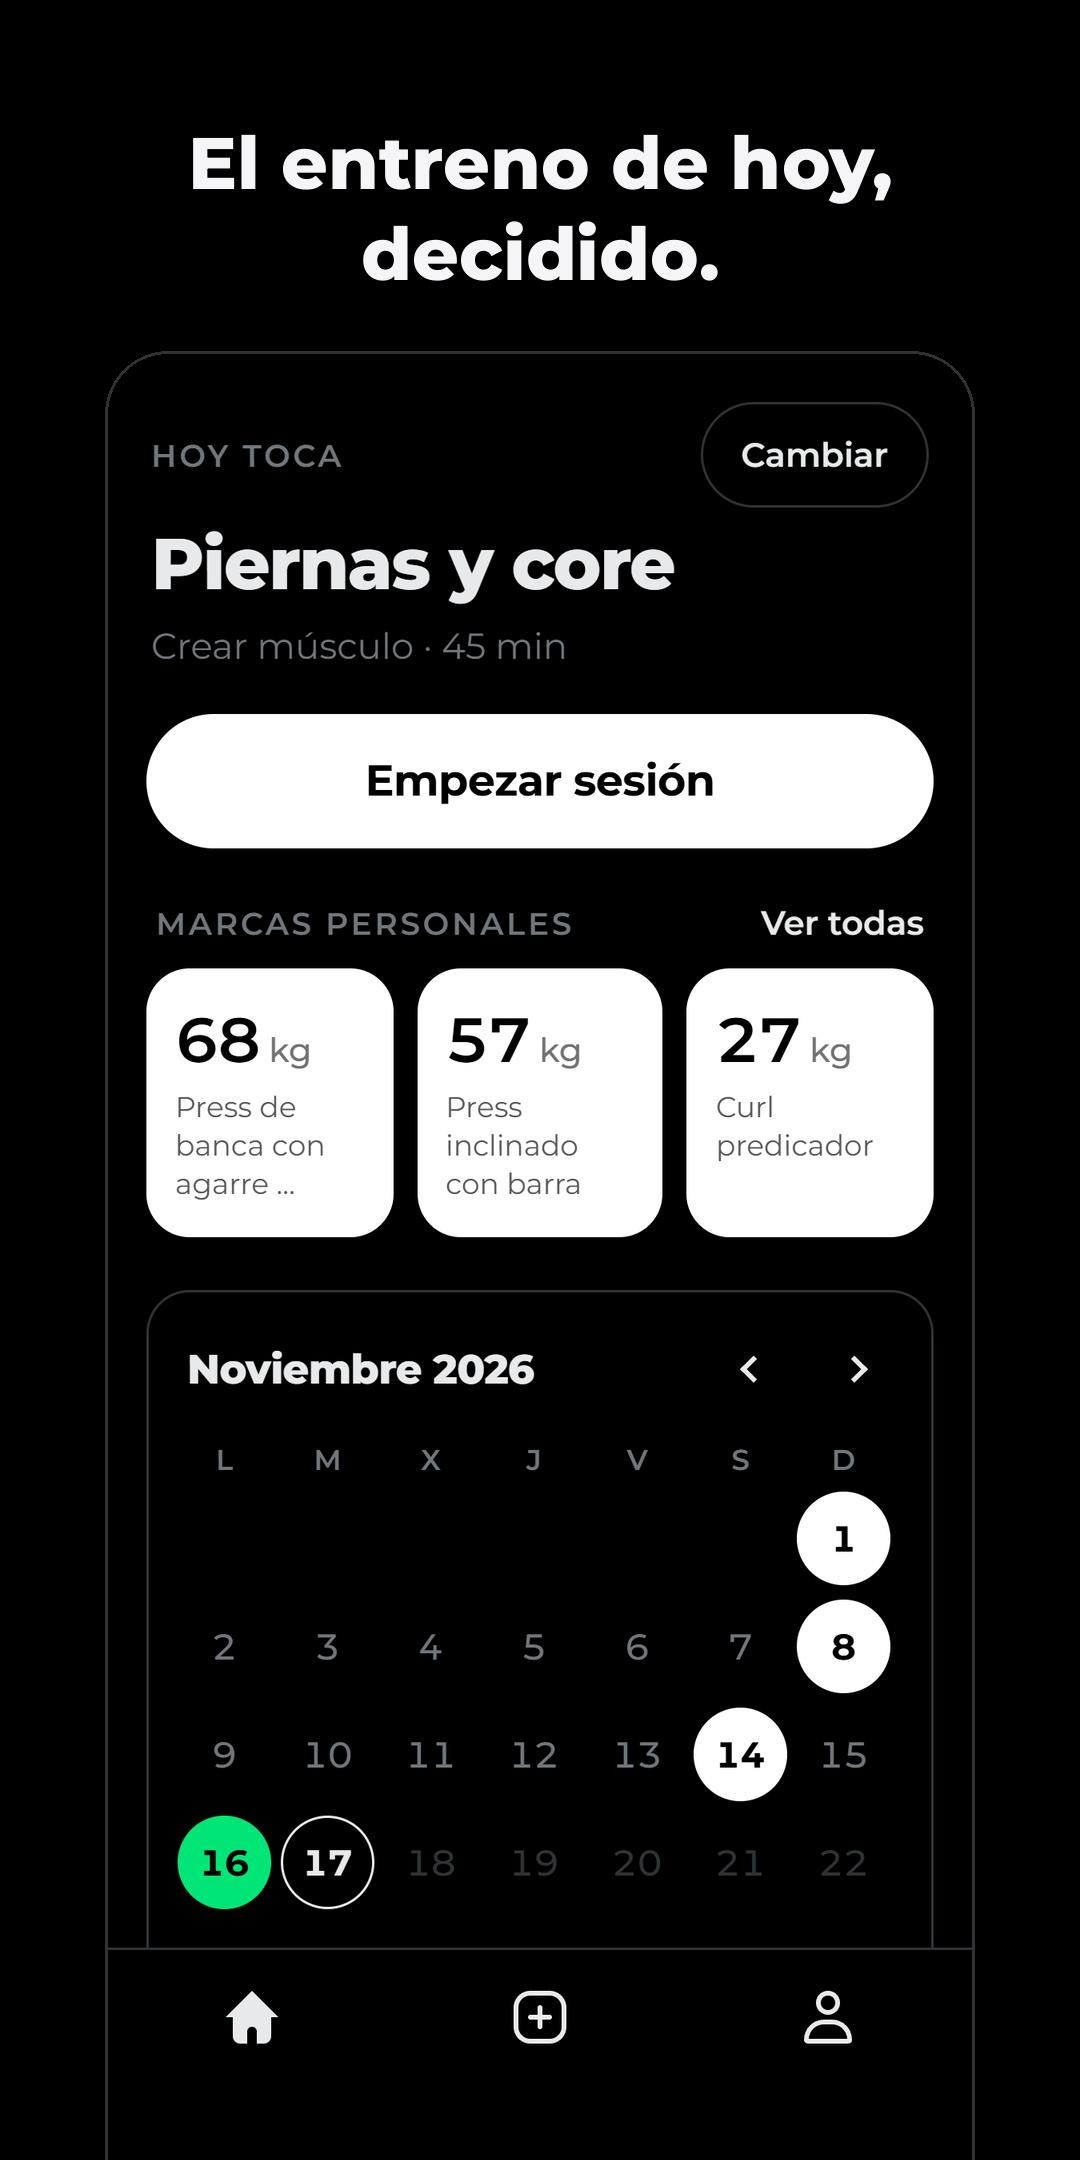 El entreno de hoy,
decidido.
HOY TOCA
Cambiar
Piernas y core
Crear músculo · 45 min
Empezar sesión
MARCAS PERSONALES
Ver todas
68 kg
Press de
banca con
agarre ...
57 kg
Press
inclinado
con barra
27 kg
Curl
predicador
Noviembre 2026
L M X J V S D
1
2 3 4 5 6 7 8
9 10 11 12 13 14 15
16 17 18 19 20 21 22